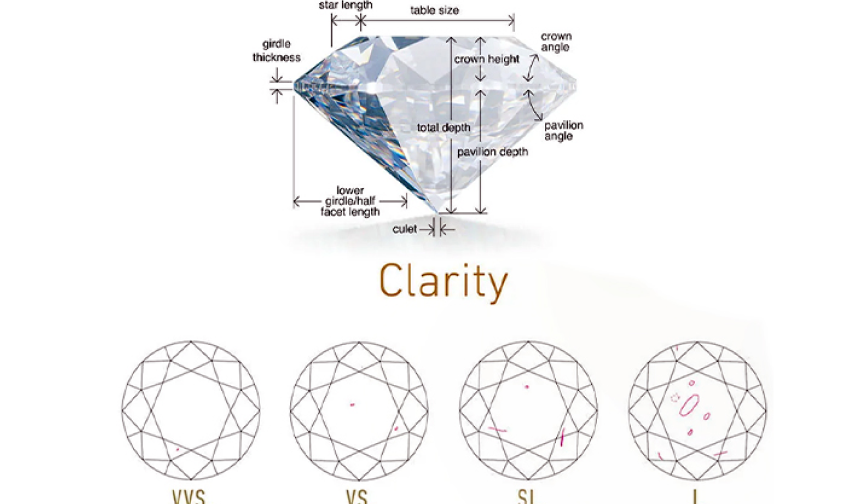 star length
table size
girdle
thickness
crown
angle
crown height
total depth
pavilion
angle
pavilion depth
lower
girdle/half
facet length
culet
Clarity
VVS
VS
SI
I